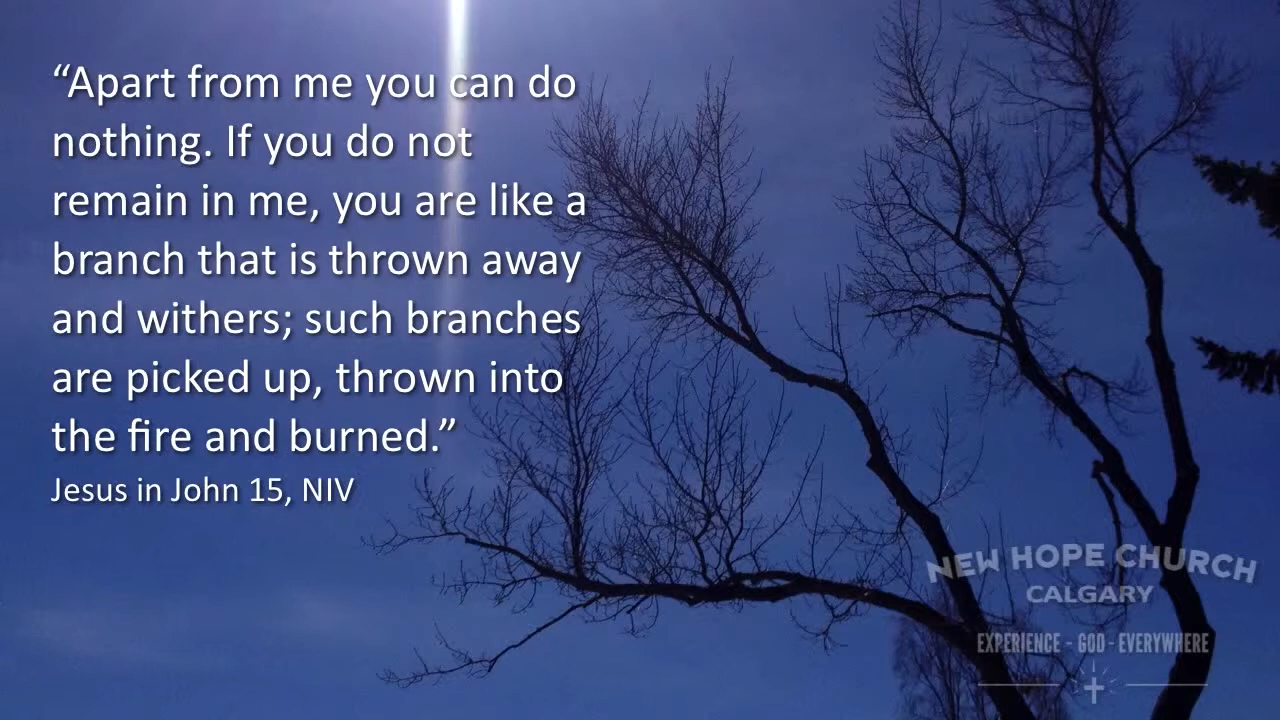 “Apart from me you can do
nothing. If you do not
remain in me, you are like a
branch that is thrown away
and withers; such branches
are picked up, thrown into
the fire and burned.”
Jesus in John 15, NIV
NEW HOPE CHURCH
CALGARY
EXPERIENCE - GOD - EVERYWHERE